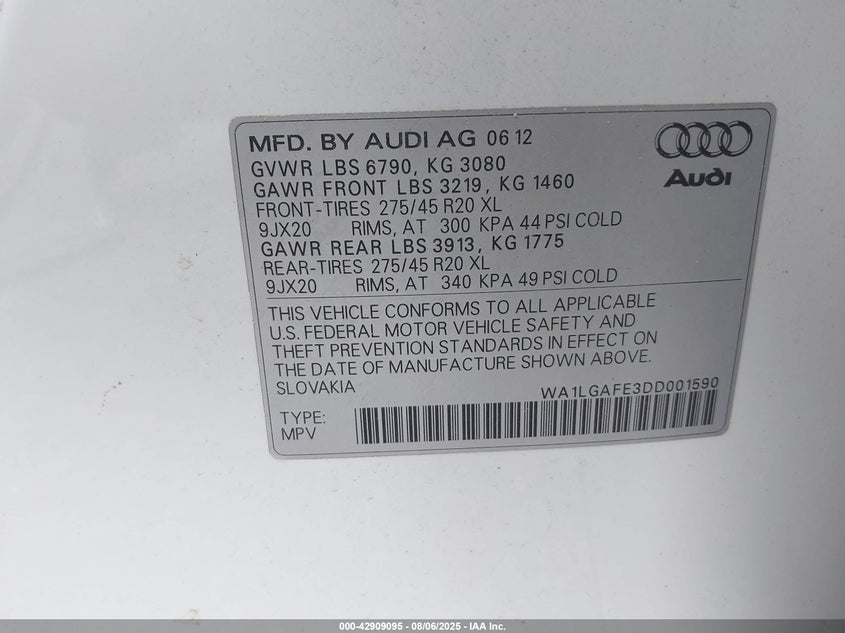 MFD. BY AUDI AG 06 12
GVWR LBS 6790, KG 3080
GAWR FRONT LBS 3219, KG 1460
FRONT-TIRES 275/45 R20 XL
9JX20 RIMS, AT 300 KPA 44 PSI COLD
GAWR REAR LBS 3913, KG 1775
REAR-TIRES 275/45 R20 XL
9JX20 RIMS, AT 340 KPA 49 PSI COLD
Audi
THIS VEHICLE CONFORMS TO ALL APPLICABLE
U.S. FEDERAL MOTOR VEHICLE SAFETY AND
THEFT PREVENTION STANDARDS IN EFFECT ON
THE DATE OF MANUFACTURE SHOWN ABOVE.
SLOVAKIA
WA1LGAFE3DD001590
TYPE:
MPV
000-42909095 - 08/06/2025 - IAA Inc.